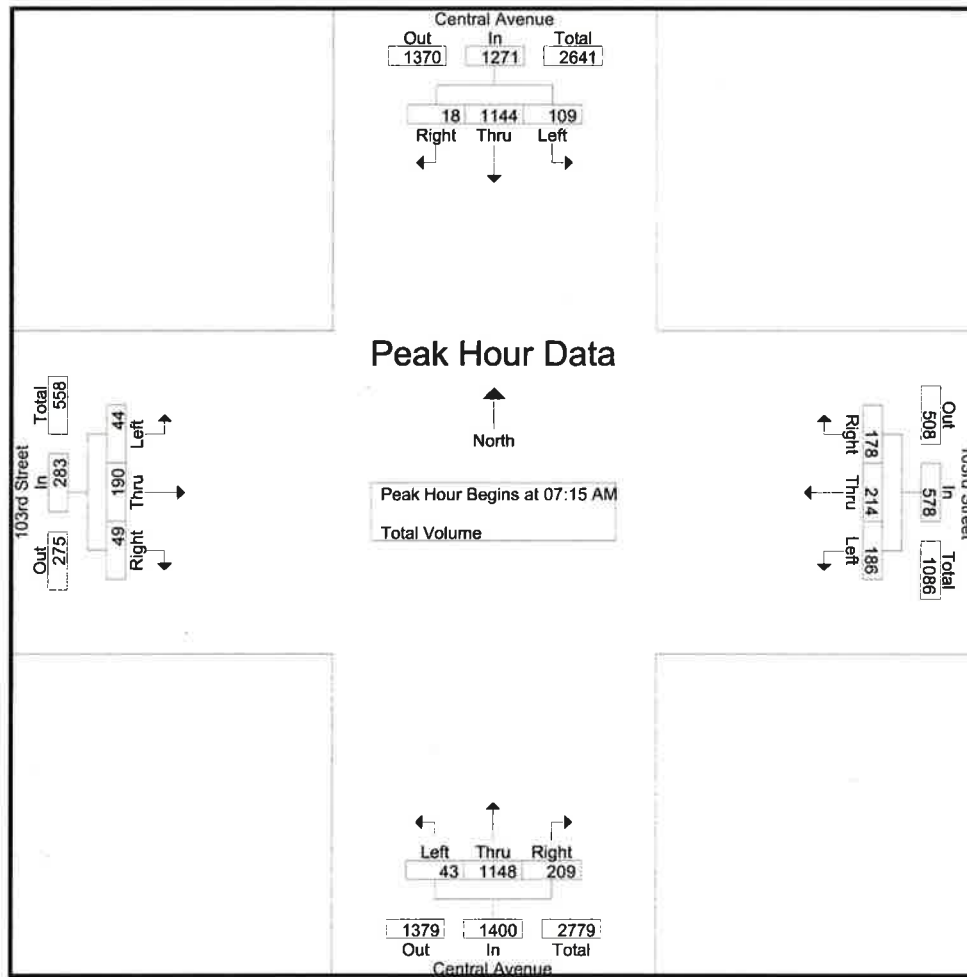 Central Avenue
Out In Total
1370 1271 2641
18 1144 109
Right Thru Left
Peak Hour Data
North
Peak Hour Begins at 07:15 AM
Total Volume
103rd Street
Total In Out
558 283 275
44 190 49
Left Thru Right
Right Thru Left
178 214 186
508 578 1086
Out In Total
103rd Street
Left Thru Right
43 1148 209
1379 1400 2779
Out In Total
Central Avenue